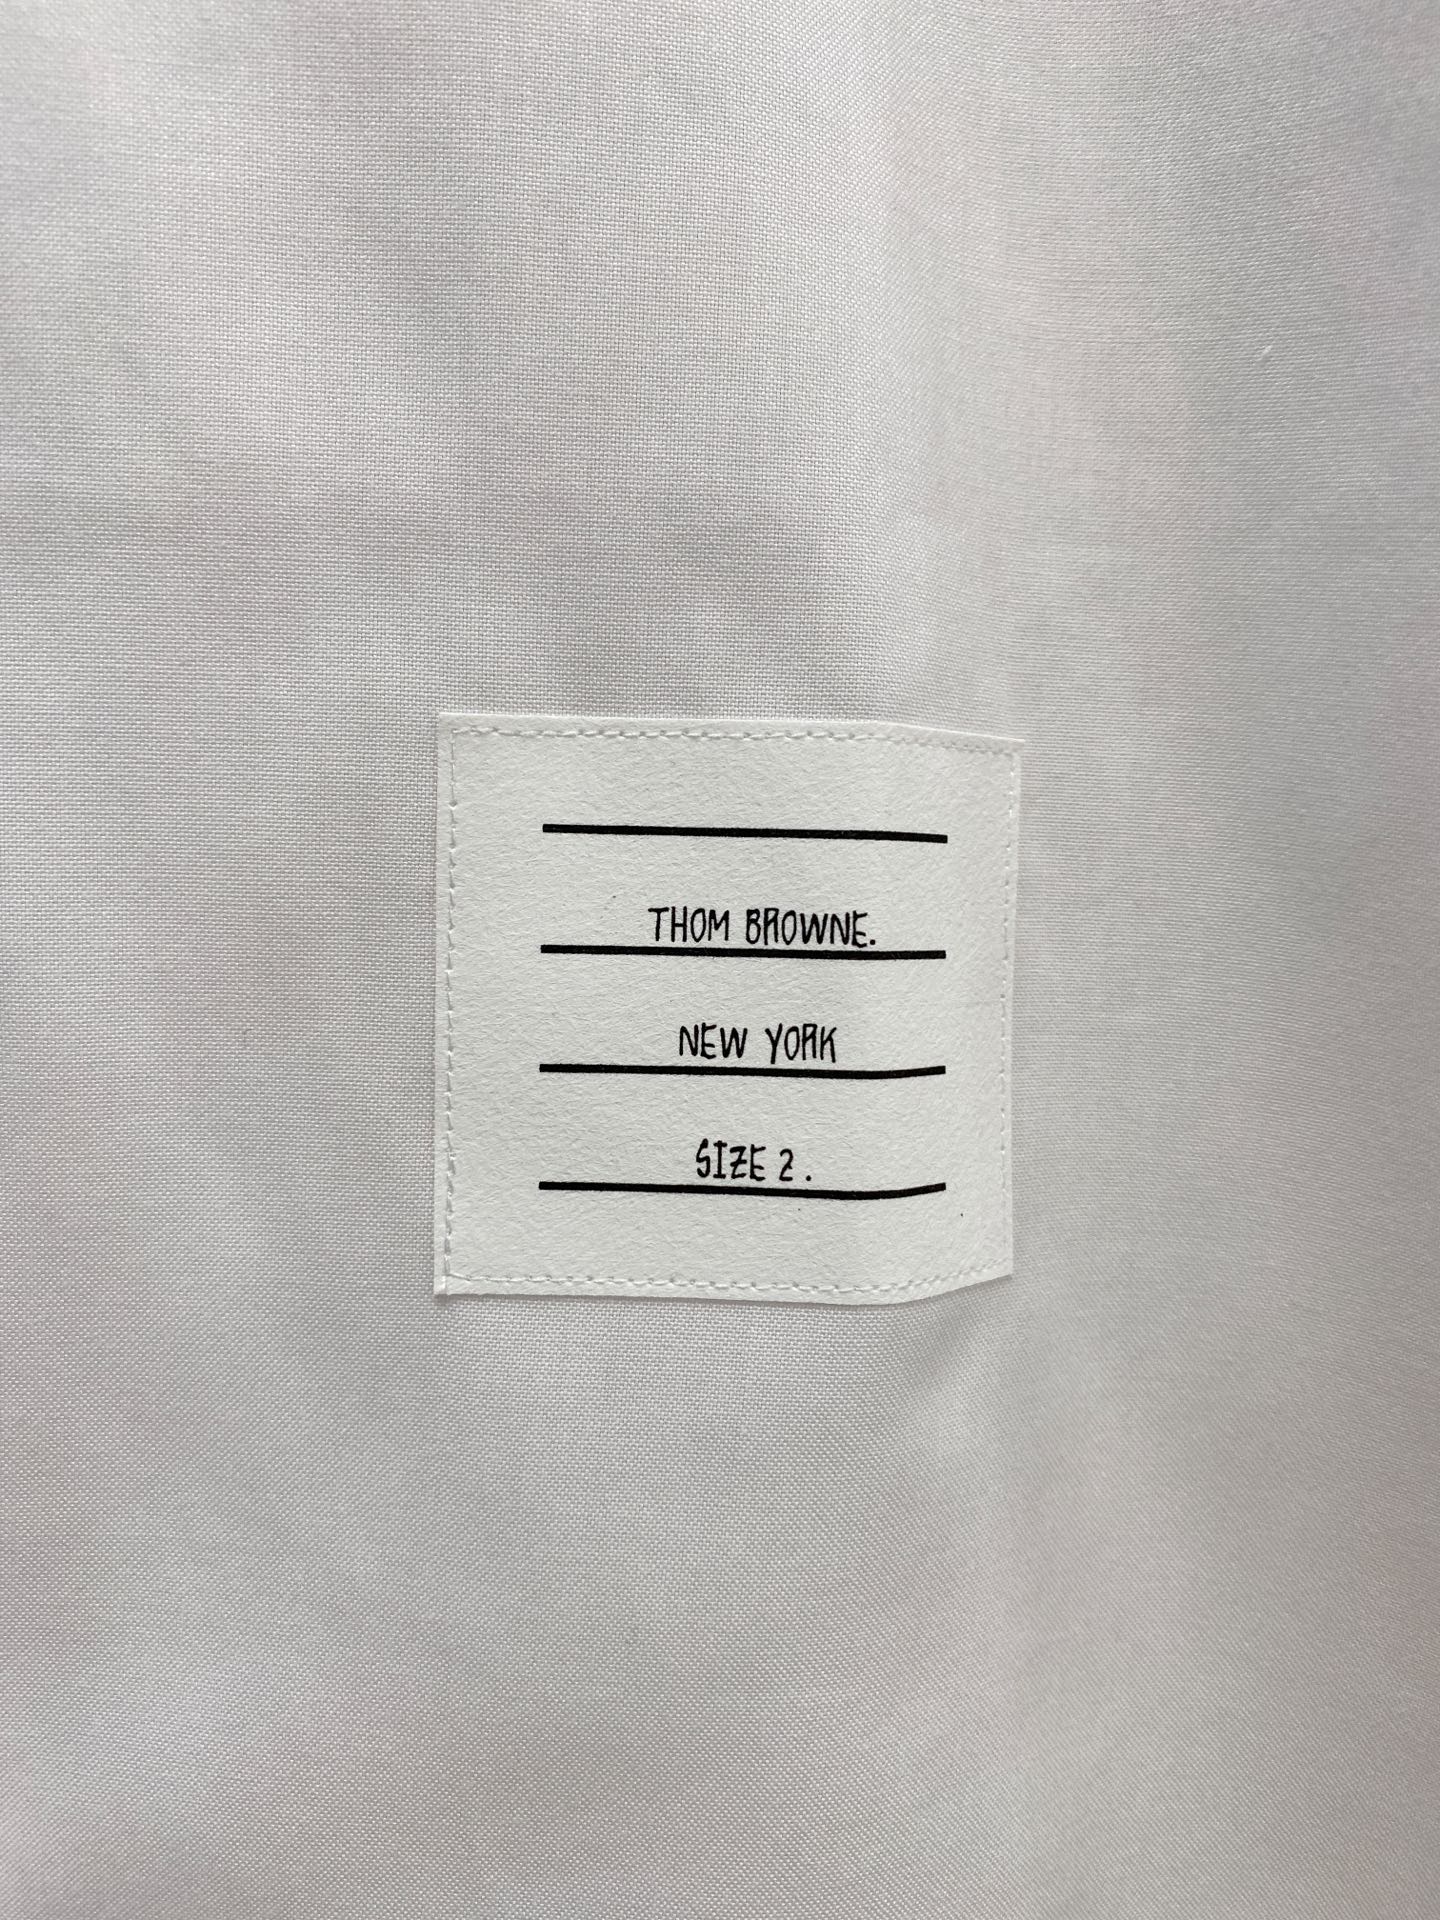 THOM BROWNE.
NEW YORK
SIZE 2.